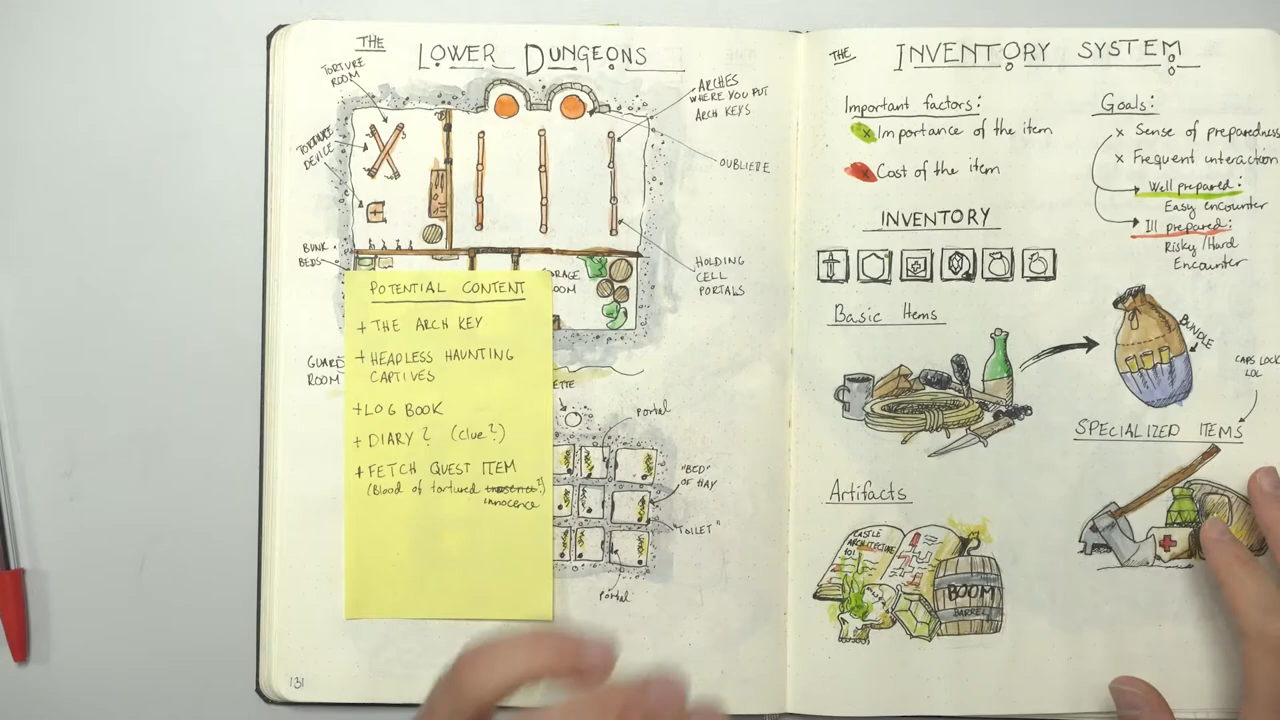 THE
LOWER DUNGEONS
TORTURE
ROOM
TORTURE
DEVICE
BUNK
BEDS
GUARD
ROOM
ARCHES
WHERE YOU PUT
ARCH KEYS
OUBLIETTE
HOLDING
CELL
PORTALS
ROOM
POTENTIAL CONTENT
+ THE ARCH KEY
+ HEADLESS HAUNTING
CAPTIVES
+ LOG BOOK
+ DIARY? (clue?)
+ FETCH QUEST ITEM
(Blood of tortured
innocence
PORTAL
"BED"
OF HAY
"TOILET"
PORTAL
131
THE
INVENTORY SYSTEM
Important factors:
x Importance of the item
x Cost of the item
Goals:
x Sense of preparedness
x Frequent interaction
Well prepared:
Easy encounter
Ill prepared:
Risky/Hard
Encounter
INVENTORY
Basic Items
BUNDLE
CAPS LOCK
LOL
SPECIALIZED ITEMS
Artifacts
CASTLE
ARCHITECTURE
101
BOOM
BARREL